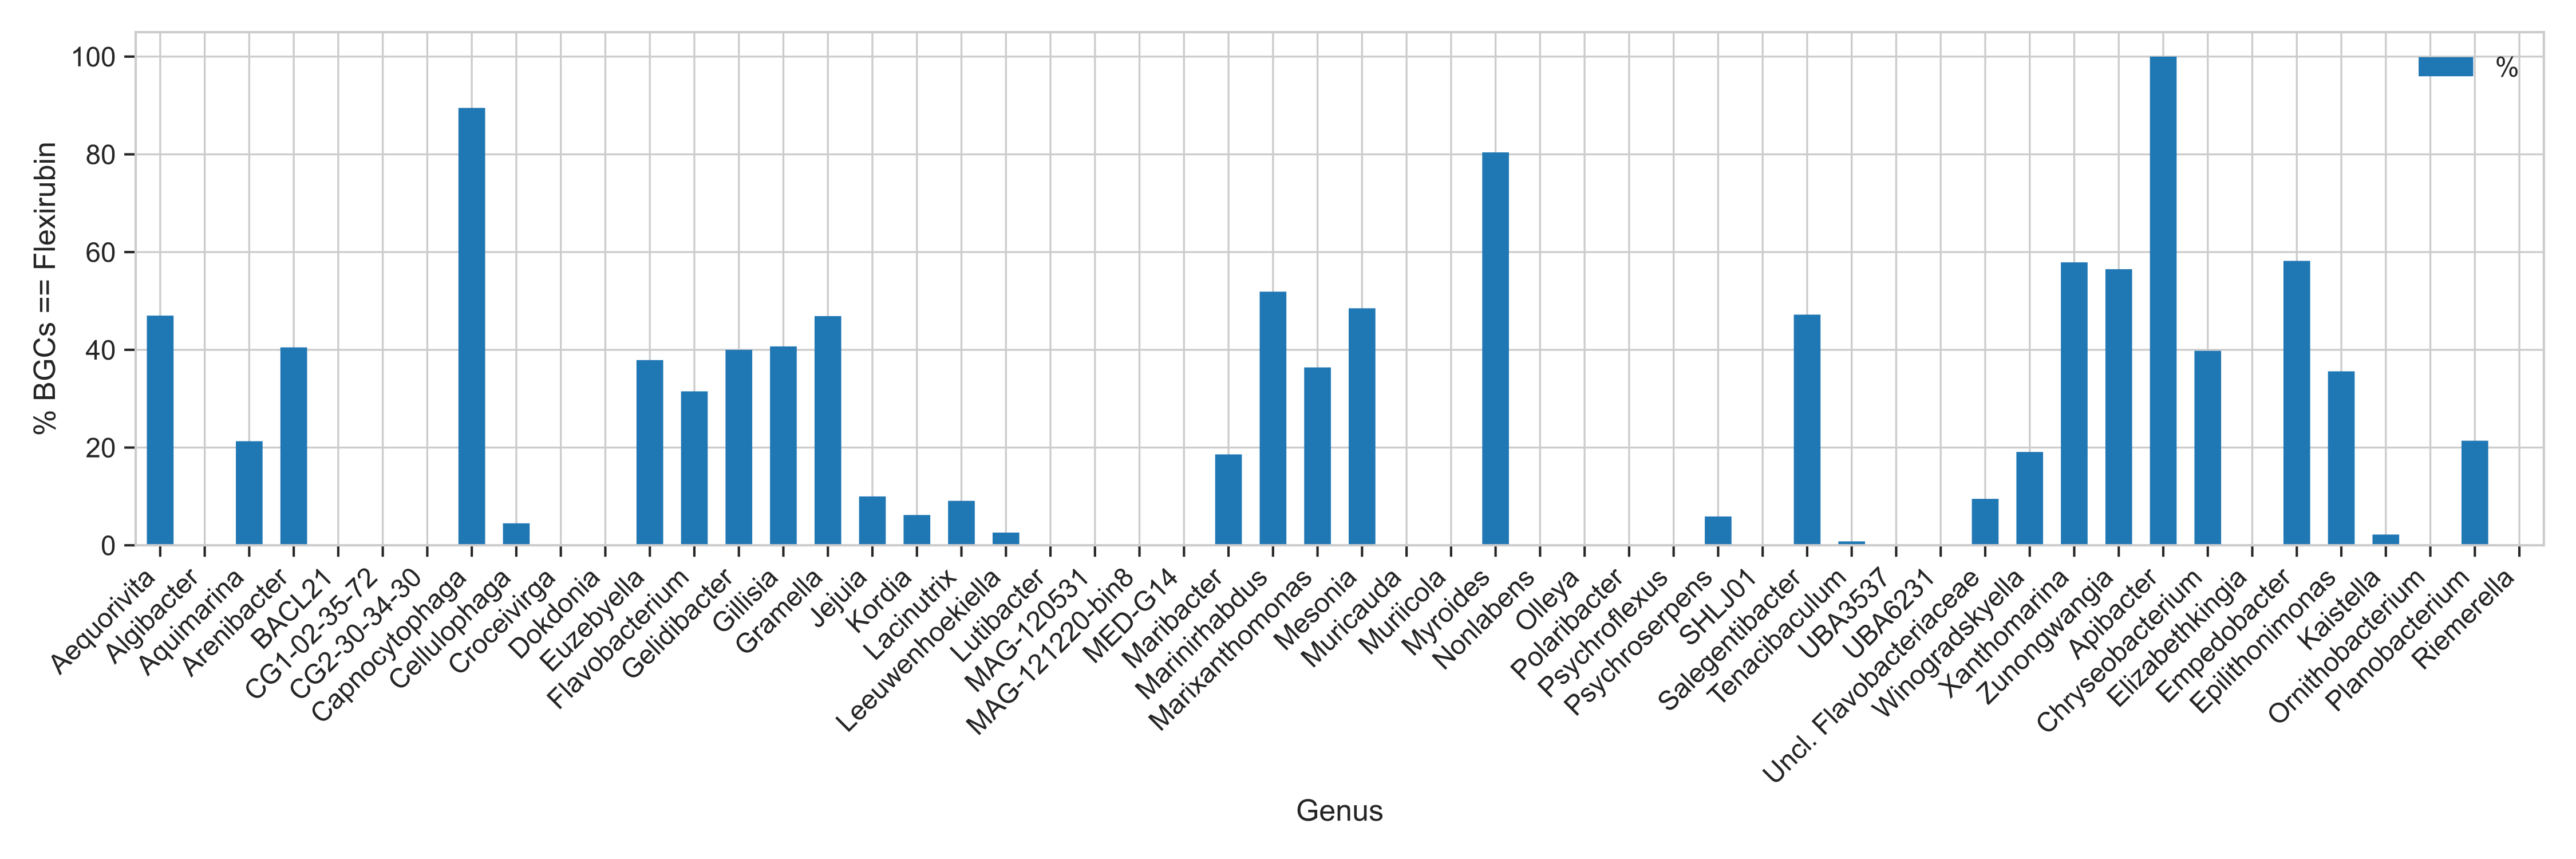 % BGCs == Flexirubin
100
80
60
40
20
0
%
Aequorivita
Algibacter
Aquimarina
Arenibacter
BACL21
CG1-02-35-72
CG2-30-34-30
Capnocytophaga
Cellulophaga
Croceivirga
Dokdonia
Euzebyella
Flavobacterium
Gelidibacter
Gillisia
Gramella
Jejuia
Kordia
Lacinutrix
Leeuwenhoekiella
Lutibacter
MAG-120531
MAG-121220-bin8
MED-G14
Maribacter
Marinirhabdus
Marixanthomonas
Mesonia
Muricauda
Muriicola
Myroides
Nonlabens
Olleya
Polaribacter
Psychroflexus
Psychroserpens
SHLJ01
Salegentibacter
Tenacibaculum
UBA3537
UBA6231
Uncl. Flavobacteriaceae
Winogradskyella
Xanthomarina
Zunongwangia
Apibacter
Chryseobacterium
Elizabethkingia
Empedobacter
Epilithonimonas
Kaistella
Ornithobacterium
Planobacterium
Riemerella
Genus